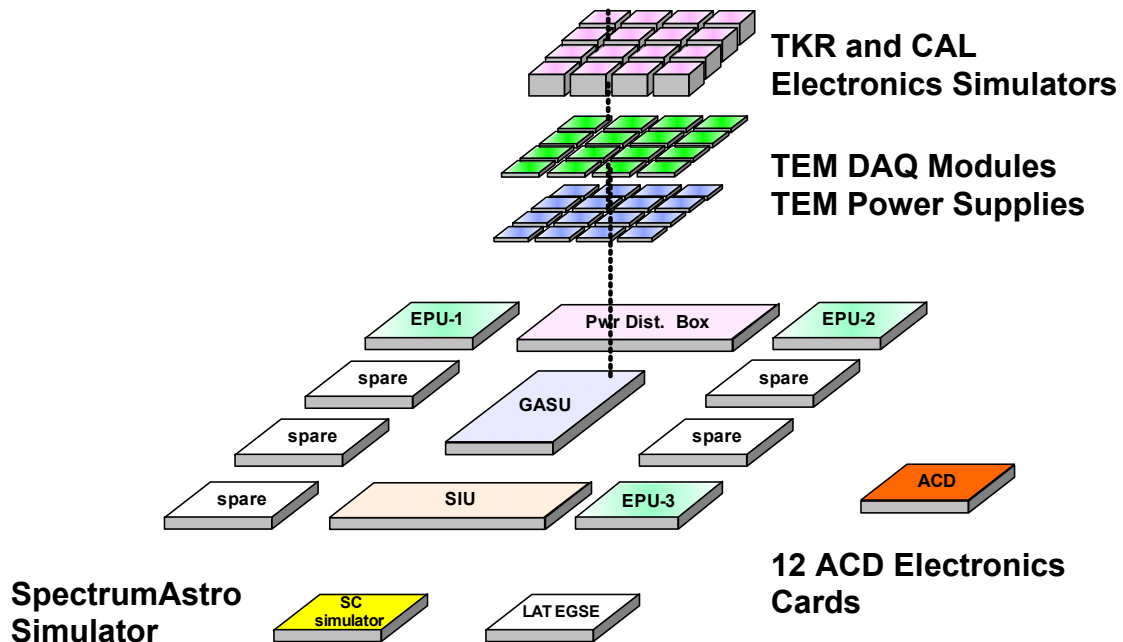 TKR and CAL
Electronics Simulators
TEM DAQ Modules
TEM Power Supplies
EPU-1
Pwr Dist. Box
EPU-2
spare
spare
GASU
spare
spare
spare
SIU
EPU-3
ACD
12 ACD Electronics
Cards
SpectrumAstro
Simulator
SC
simulator
LAT EGSE